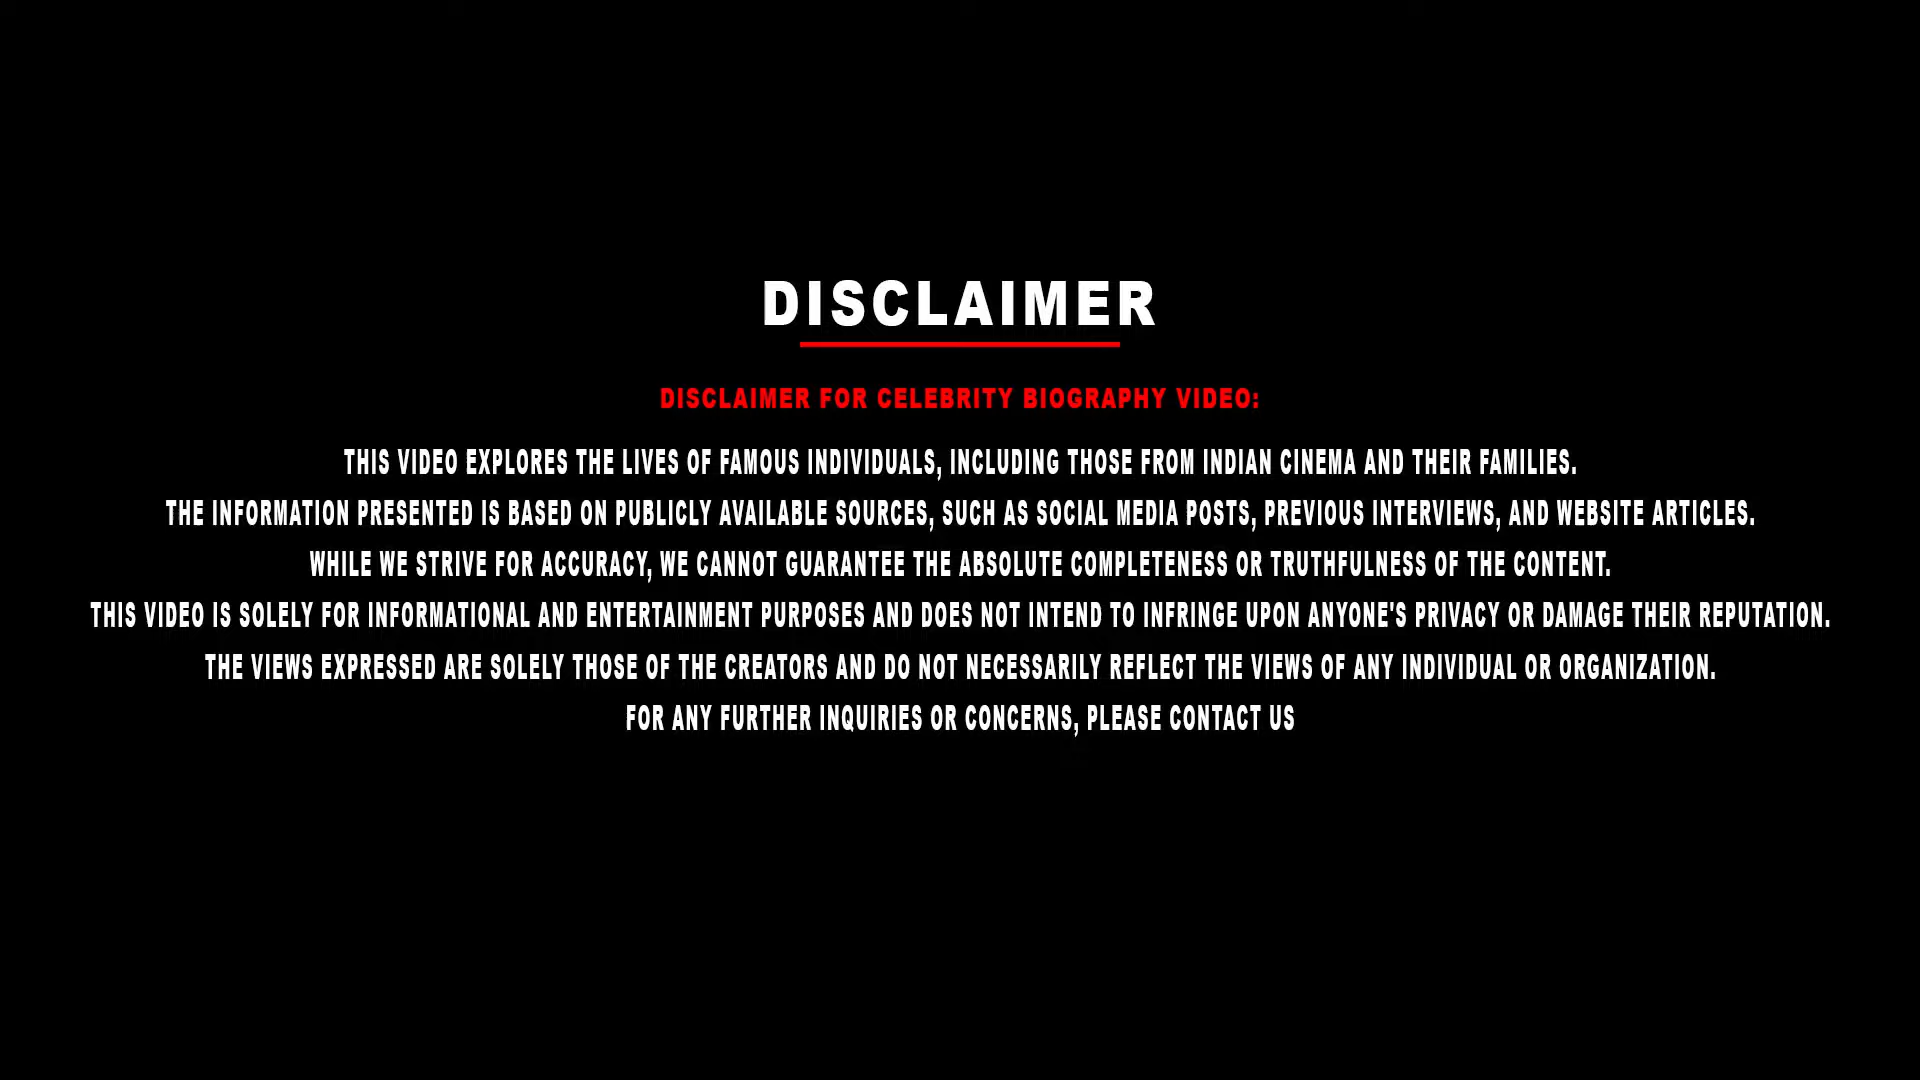 DISCLAIMER
DISCLAIMER FOR CELEBRITY BIOGRAPHY VIDEO:
THIS VIDEO EXPLORES THE LIVES OF FAMOUS INDIVIDUALS, INCLUDING THOSE FROM INDIAN CINEMA AND THEIR FAMILIES.
THE INFORMATION PRESENTED IS BASED ON PUBLICLY AVAILABLE SOURCES, SUCH AS SOCIAL MEDIA POSTS, PREVIOUS INTERVIEWS, AND WEBSITE ARTICLES.
WHILE WE STRIVE FOR ACCURACY, WE CANNOT GUARANTEE THE ABSOLUTE COMPLETENESS OR TRUTHFULNESS OF THE CONTENT.
THIS VIDEO IS SOLELY FOR INFORMATIONAL AND ENTERTAINMENT PURPOSES AND DOES NOT INTEND TO INFRINGE UPON ANYONE'S PRIVACY OR DAMAGE THEIR REPUTATION.
THE VIEWS EXPRESSED ARE SOLELY THOSE OF THE CREATORS AND DO NOT NECESSARILY REFLECT THE VIEWS OF ANY INDIVIDUAL OR ORGANIZATION.
FOR ANY FURTHER INQUIRIES OR CONCERNS, PLEASE CONTACT US